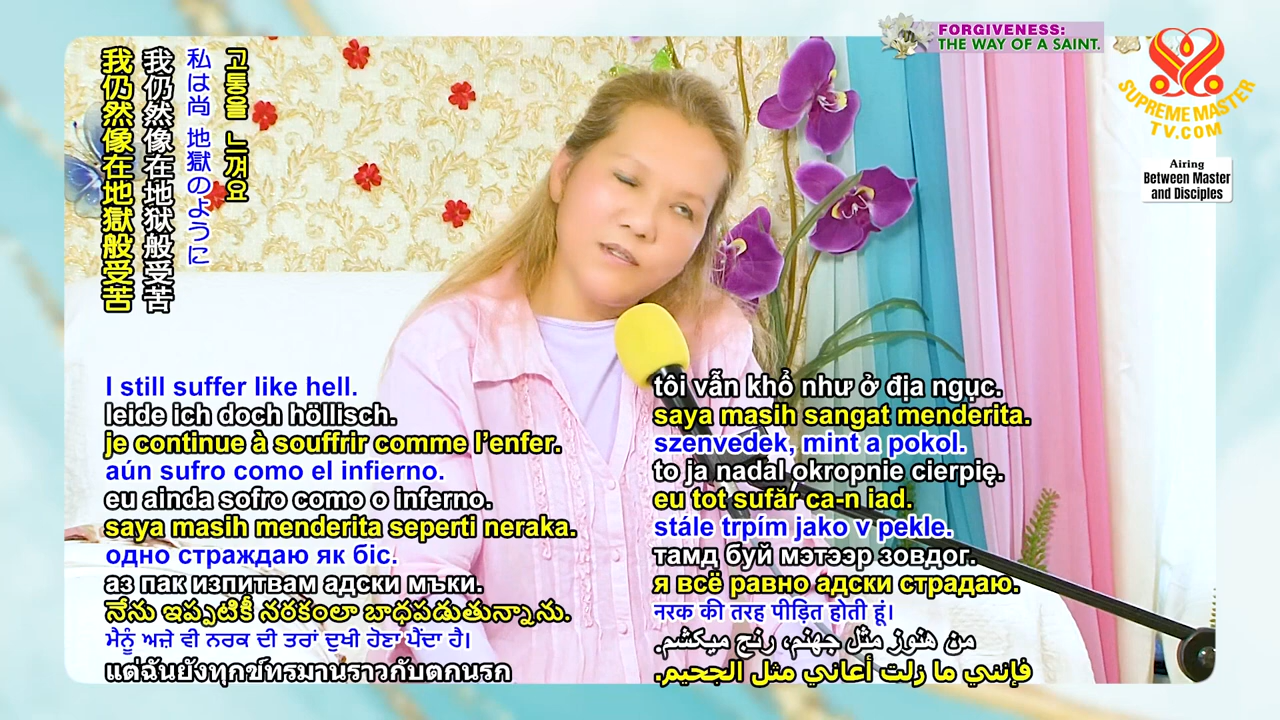 FORGIVENESS:
THE WAY OF A SAINT.
SUPREME MASTER
TV.COM
Airing
Between Master
and Disciples
我仍然像在地獄般受苦
我仍然像在地狱般受苦
私は尚 地獄のように
고통을 느껴요
I still suffer like hell.
leide ich doch höllisch.
je continue à souffrir comme l’enfer.
aún sufro como el infierno.
eu ainda sofro como o inferno.
saya masih menderita seperti neraka.
одно страждаю як біс.
аз пак изпитвам адски мъки.
నేను ఇప్పటికీ నరకంలా బాధపడుతున్నాను.
ਮੈਨੂੰ ਅਜੇ ਵੀ ਨਰਕ ਦੀ ਤਰਾਂ ਦੁਖੀ ਹੋਣਾ ਪੈਂਦਾ ਹੈ।
แต่ฉันยังทุกข์ทรมานราวกับตกนรก
tôi vẫn khổ như ở địa ngục.
saya masih sangat menderita.
szenvedek, mint a pokol.
to ja nadal okropnie cierpię.
eu tot sufăr ca-n iad.
stále trpím jako v pekle.
тамд буй мэтээр зовдог.
я всё равно адски страдаю.
नरक की तरह पीड़ित होती हूं।
من هنوز مثل جهنم، رنج میکشم.
فإنني ما زلت أعاني مثل الجحيم.